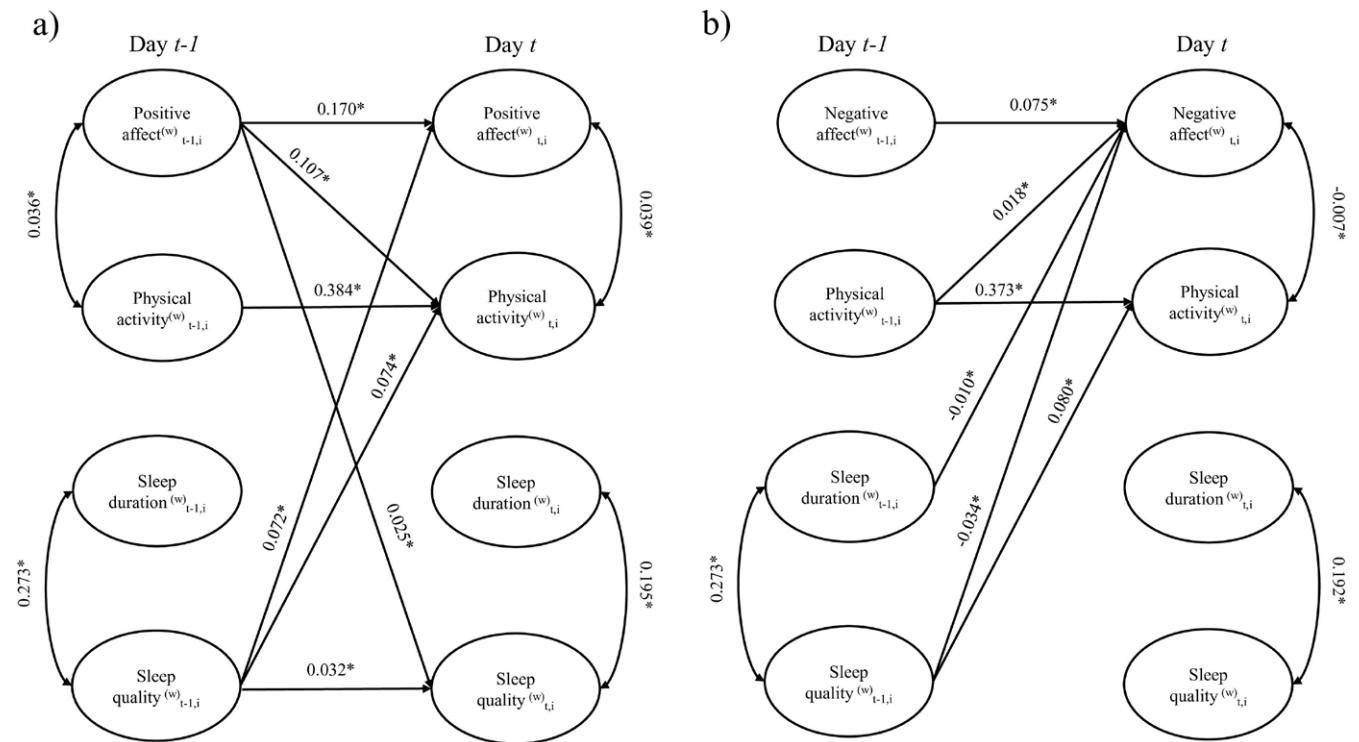 a)
Day t-1
Day t
Positive
affect(w) t-1,i
0.170*
Positive
affect(w) t,i
0.107*
0.036*
0.039*
Physical
activity(w) t-1,i
0.384*
Physical
activity(w) t,i
0.074*
Sleep
duration (w) t-1,i
Sleep
duration (w) t,i
0.072*
0.025*
0.273*
0.195*
Sleep
quality (w) t-1,i
0.032*
Sleep
quality (w) t,i
b)
Day t-1
Day t
Negative
affect(w) t-1,i
0.075*
Negative
affect(w) t,i
0.018*
-0.007*
Physical
activity(w) t-1,i
0.373*
Physical
activity(w) t,i
-0.010*
0.080*
Sleep
duration (w) t-1,i
Sleep
duration (w) t,i
-0.034*
0.273*
0.192*
Sleep
quality (w) t-1,i
Sleep
quality (w) t,i